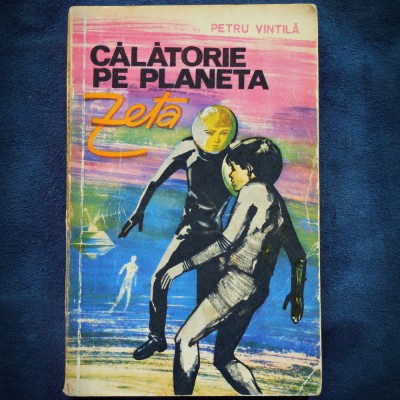 PETRU VINTILĂ
CĂLĂTORIE
PE PLANETA
Zeta